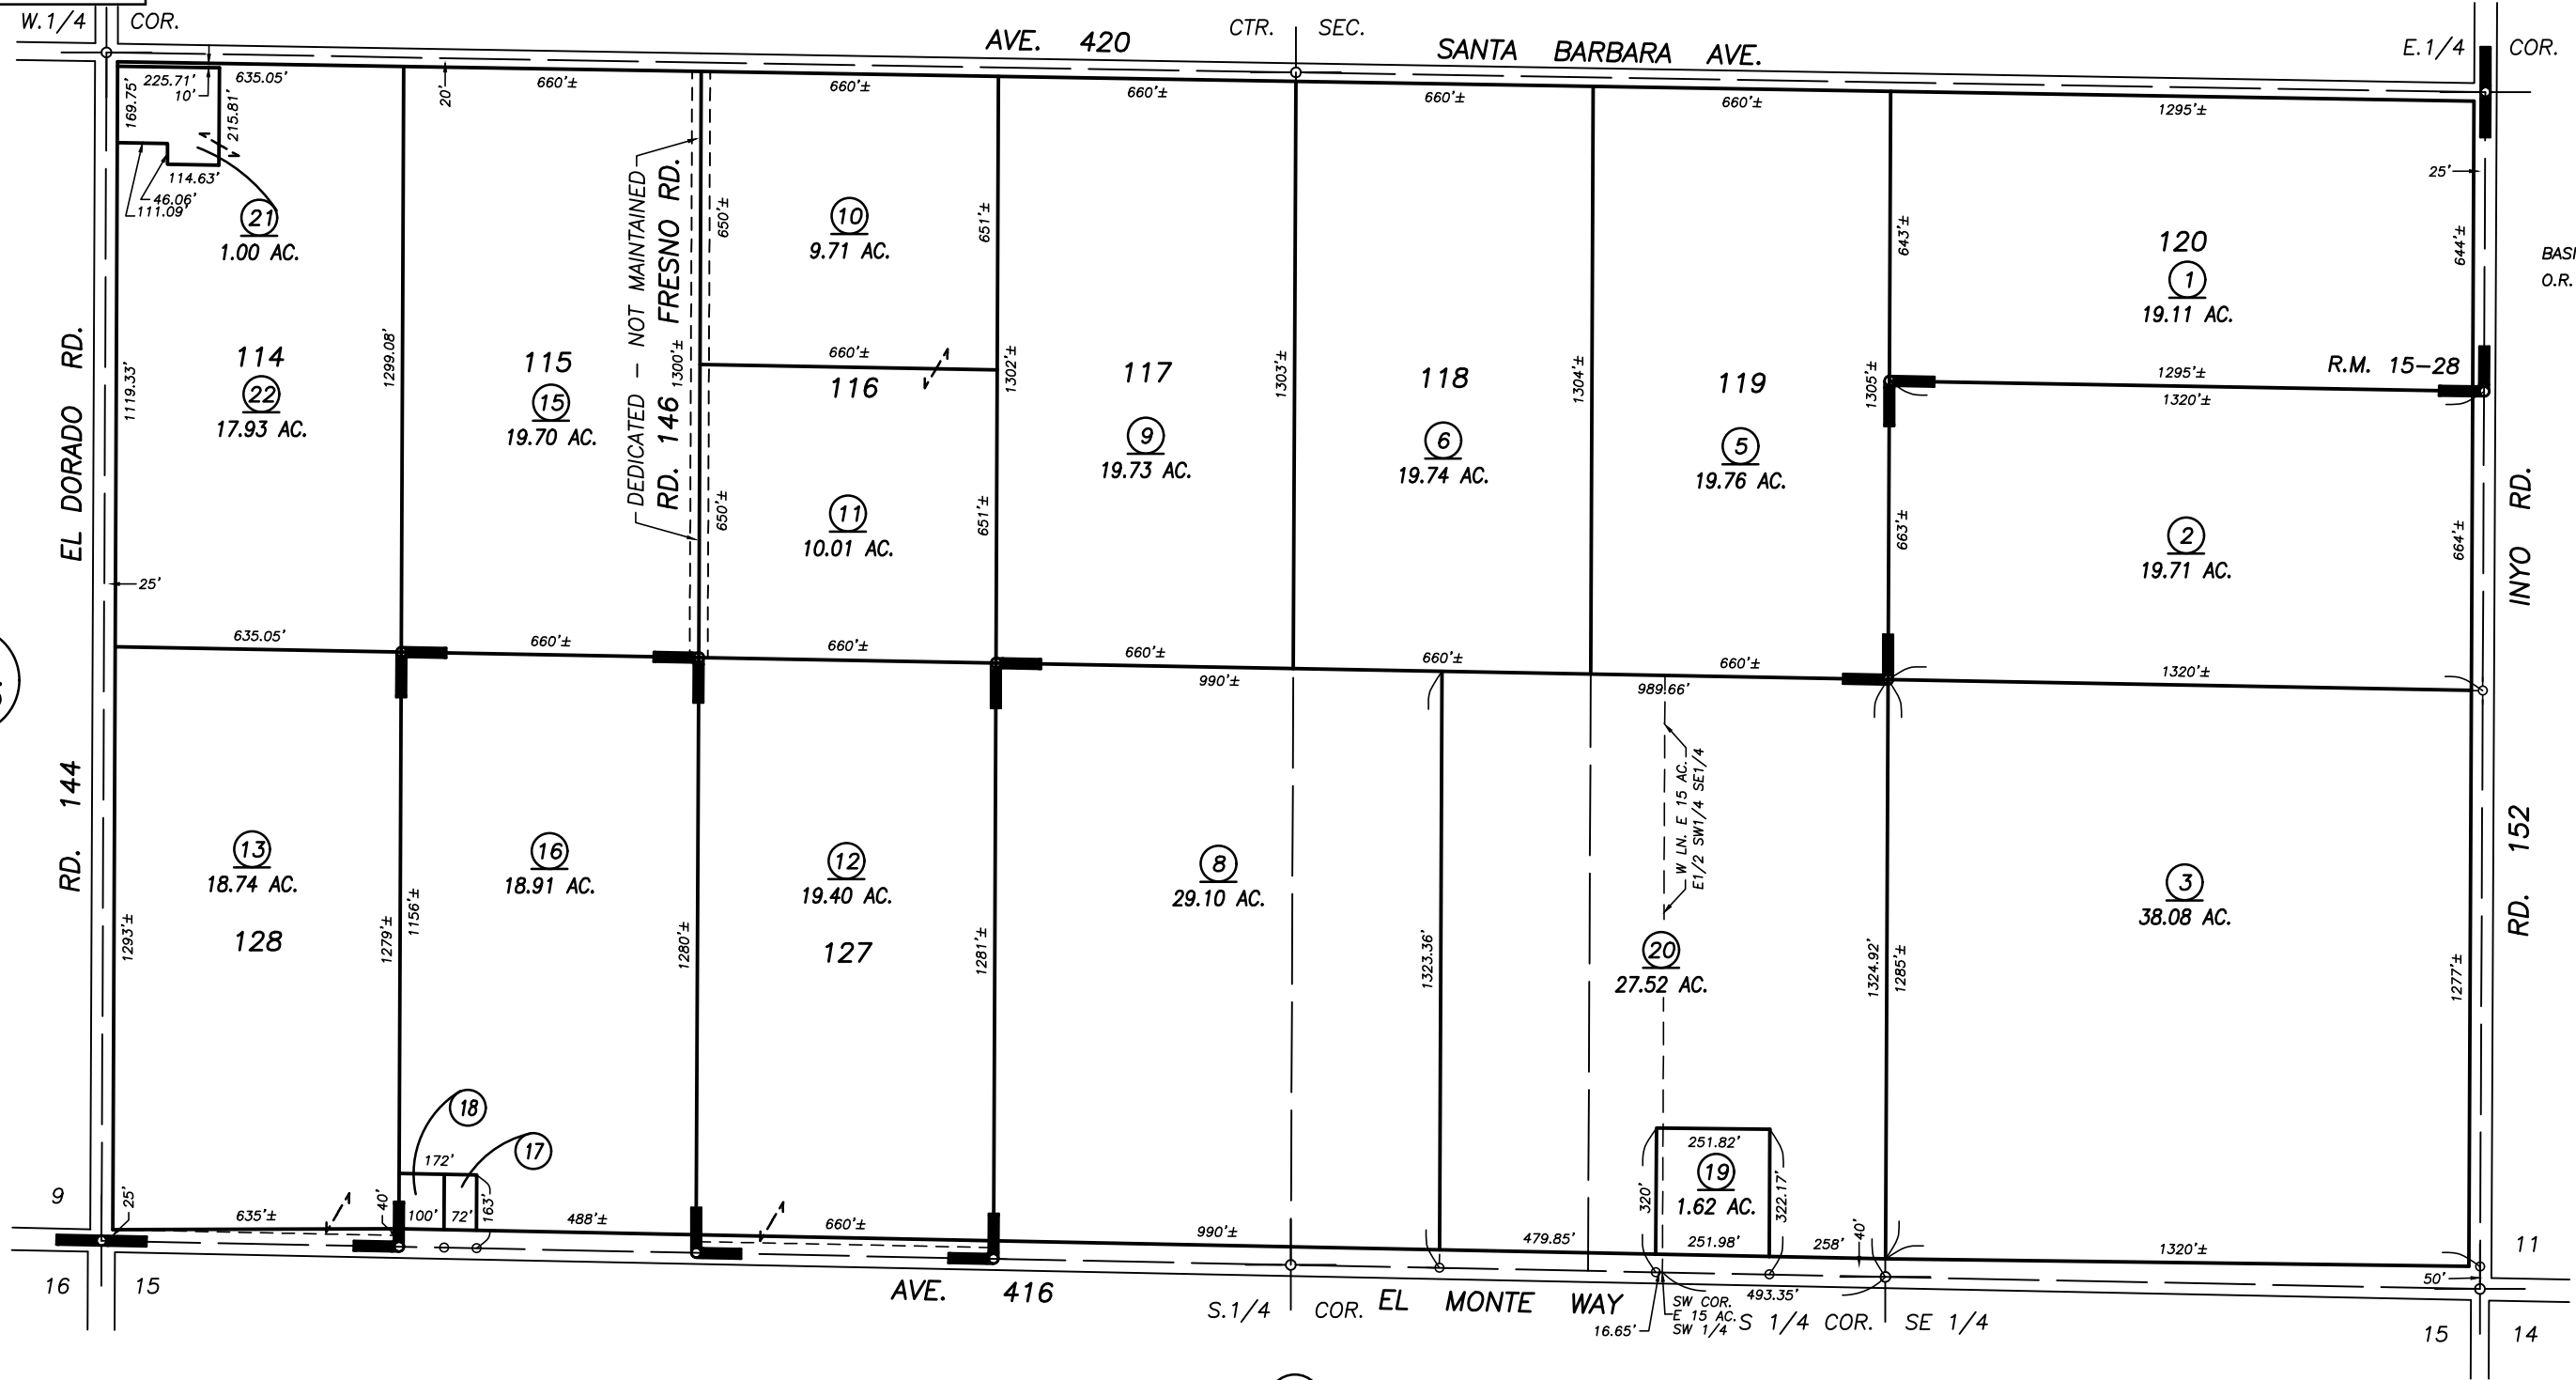 W.1/4 COR.
AVE. 420
CTR. SEC.
SANTA BARBARA AVE.
E.1/4 COR.
225.71'
10'
635.05'
169.75'
215.81'
114.63'
46.06'
111.09'
20'
660'±
660'±
660'±
660'±
660'±
1295'±
25'
21
1.00 AC.
DEDICATED - NOT MAINTAINED
RD. 146 FRESNO RD.
650'±
10
9.71 AC.
651'±
643'±
120
1
19.11 AC.
644'±
BASI
O.R.
EL DORADO RD.
1119.33'
114
22
17.93 AC.
1299.08'
115
15
19.70 AC.
1300'±
660'±
116
1302'±
117
9
19.73 AC.
1303'±
118
6
19.74 AC.
1304'±
119
5
19.76 AC.
1305'±
1295'±
R.M. 15-28
1320'±
650'±
11
10.01 AC.
651'±
663'±
2
19.71 AC.
664'±
INYO RD.
25'
635.05'
660'±
660'±
660'±
990'±
660'±
660'±
989.66'
1320'±
W LN. E 15 AC.
E1/2 SW1/4 SE1/4
RD. 144
13
18.74 AC.
128
1293'±
1279'±
1156'±
16
18.91 AC.
1280'±
12
19.40 AC.
127
1281'±
8
29.10 AC.
1323.36'
20
27.52 AC.
1324.92'
1285'±
3
38.08 AC.
1277'±
RD. 152
18
17
172'
251.82'
19
1.62 AC.
320'
322.17'
9
25'
635'±
40'
100'
72'
163'
488'±
660'±
990'±
479.85'
251.98'
258'
40'
1320'±
11
50'
16 15
AVE. 416
S.1/4 COR.
EL MONTE WAY
16.65'
SW COR.
E 15 AC.
SW 1/4
493.35'
S 1/4 COR. SE 1/4
15 14